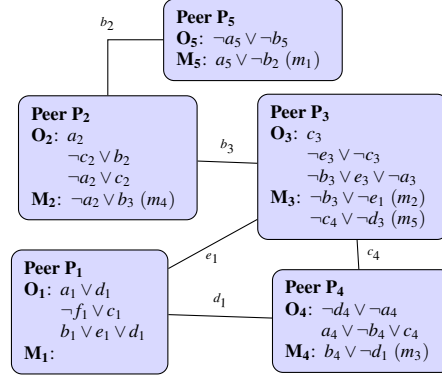 Peer P₅
O₅: ¬a₅ ∨ ¬b₅
M₅: a₅ ∨ ¬b₂ (m₁)
b₂
Peer P₂
O₂: a₂
¬c₂ ∨ b₂
¬a₂ ∨ c₂
M₂: ¬a₂ ∨ b₃ (m₄)
b₃
Peer P₃
O₃: c₃
¬e₃ ∨ ¬c₃
¬b₃ ∨ e₃ ∨ ¬a₃
M₃: ¬b₃ ∨ ¬e₁ (m₂)
¬c₄ ∨ ¬d₃ (m₅)
e₁
c₄
Peer P₁
O₁: a₁ ∨ d₁
¬f₁ ∨ c₁
b₁ ∨ e₁ ∨ d₁
M₁:
d₁
Peer P₄
O₄: ¬d₄ ∨ ¬a₄
a₄ ∨ ¬b₄ ∨ c₄
M₄: b₄ ∨ ¬d₁ (m₃)